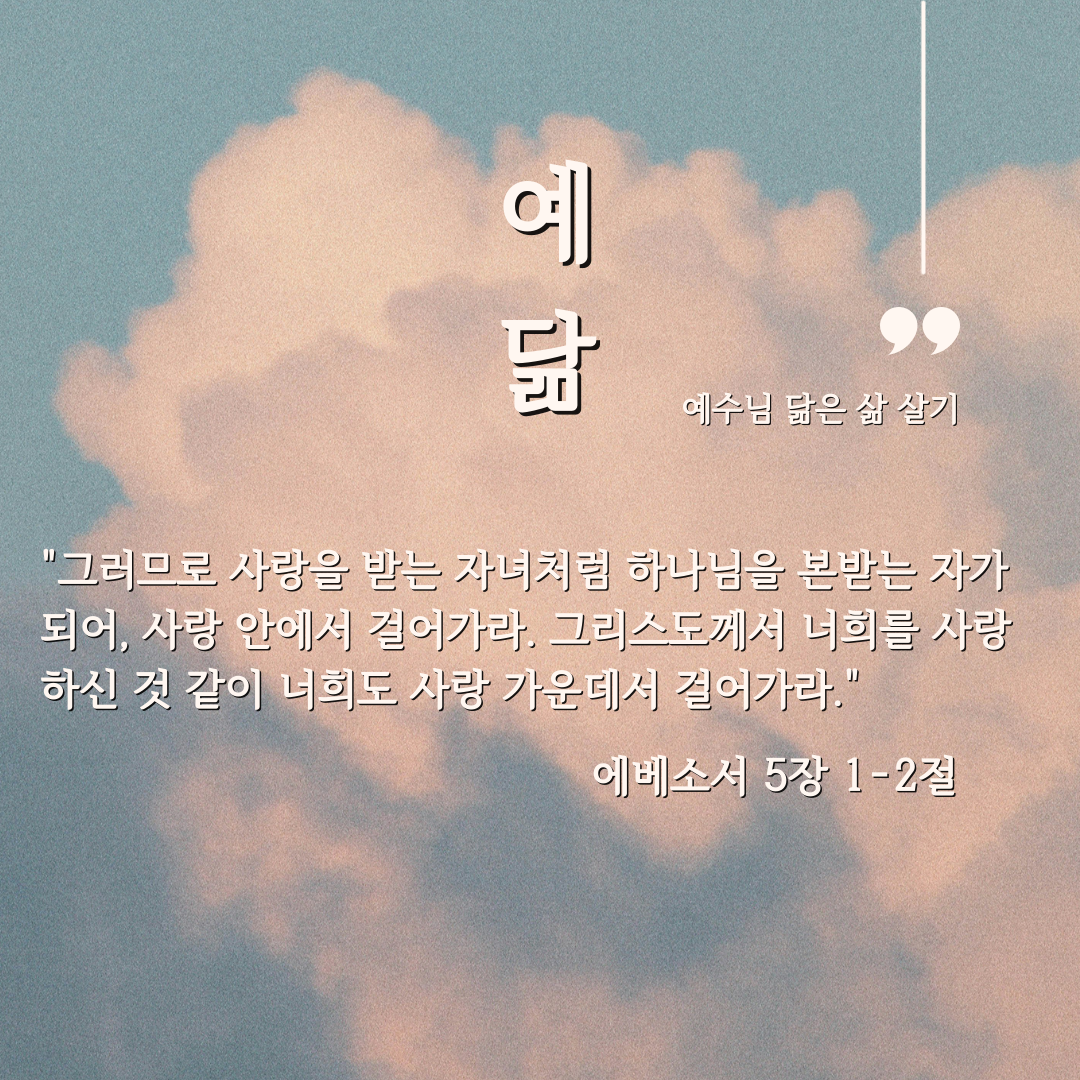 예
닮
예수님 닮은 삶 살기
"그러므로 사랑을 받는 자녀처럼 하나님을 본받는 자가
되어, 사랑 안에서 걸어가라. 그리스도께서 너희를 사랑
하신 것 같이 너희도 사랑 가운데서 걸어가라."
에베소서 5장 1-2절